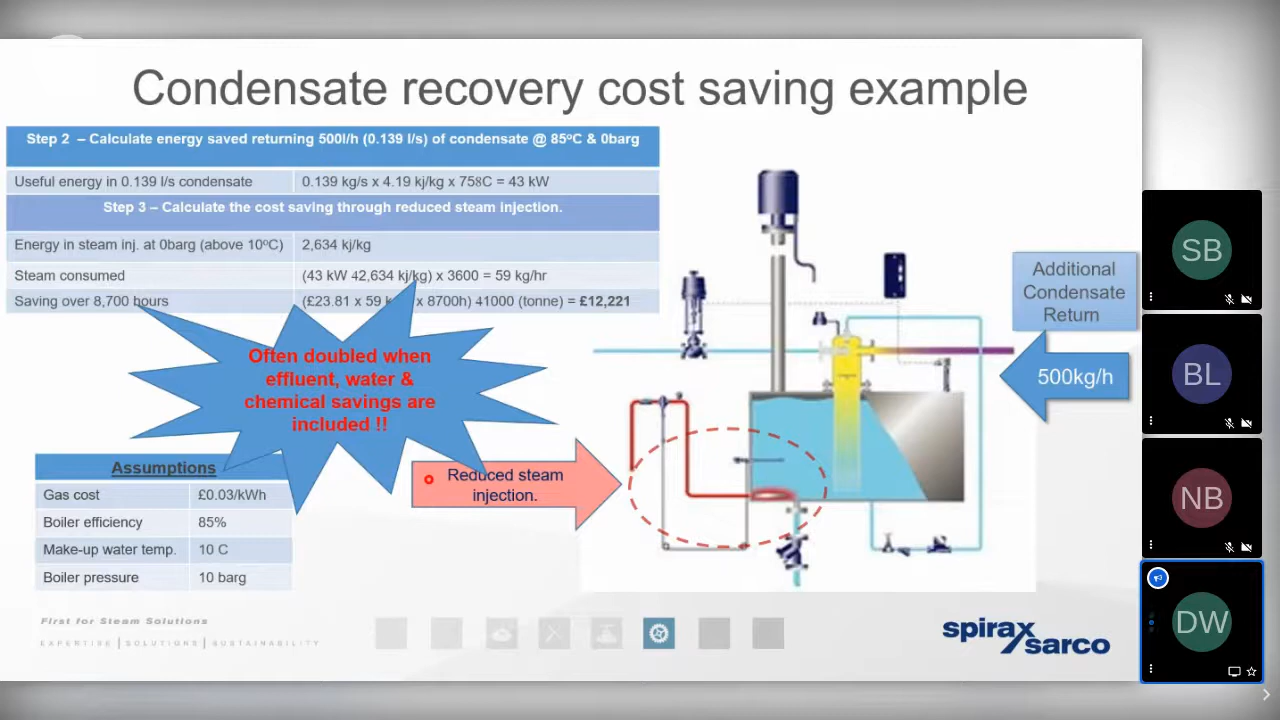 Condensate recovery cost saving example
Step 2 – Calculate energy saved returning 500l/h (0.139 l/s) of condensate @ 85ºC & 0barg
Useful energy in 0.139 l/s condensate
0.139 kg/s x 4.19 kj/kg x 758C = 43 kW
Step 3 – Calculate the cost saving through reduced steam injection.
Energy in steam inj. at 0barg (above 10ºC)
2,634 kj/kg
Steam consumed
(43 kW 42,634 kj/kg) x 3600 = 59 kg/hr
Saving over 8,700 hours
(£23.81 x 59 x 8700h) 41000 (tonne) = £12,221
Often doubled when
effluent, water &
chemical savings are
included !!
Assumptions
Gas cost
£0.03/kWh
Boiler efficiency
85%
Make-up water temp.
10 C
Boiler pressure
10 barg
Reduced steam
injection.
Additional
Condensate
Return
500kg/h
First for Steam Solutions
EXPERTISE | SOLUTIONS | SUSTAINABILITY
spirax
sarco
SB
BL
NB
DW